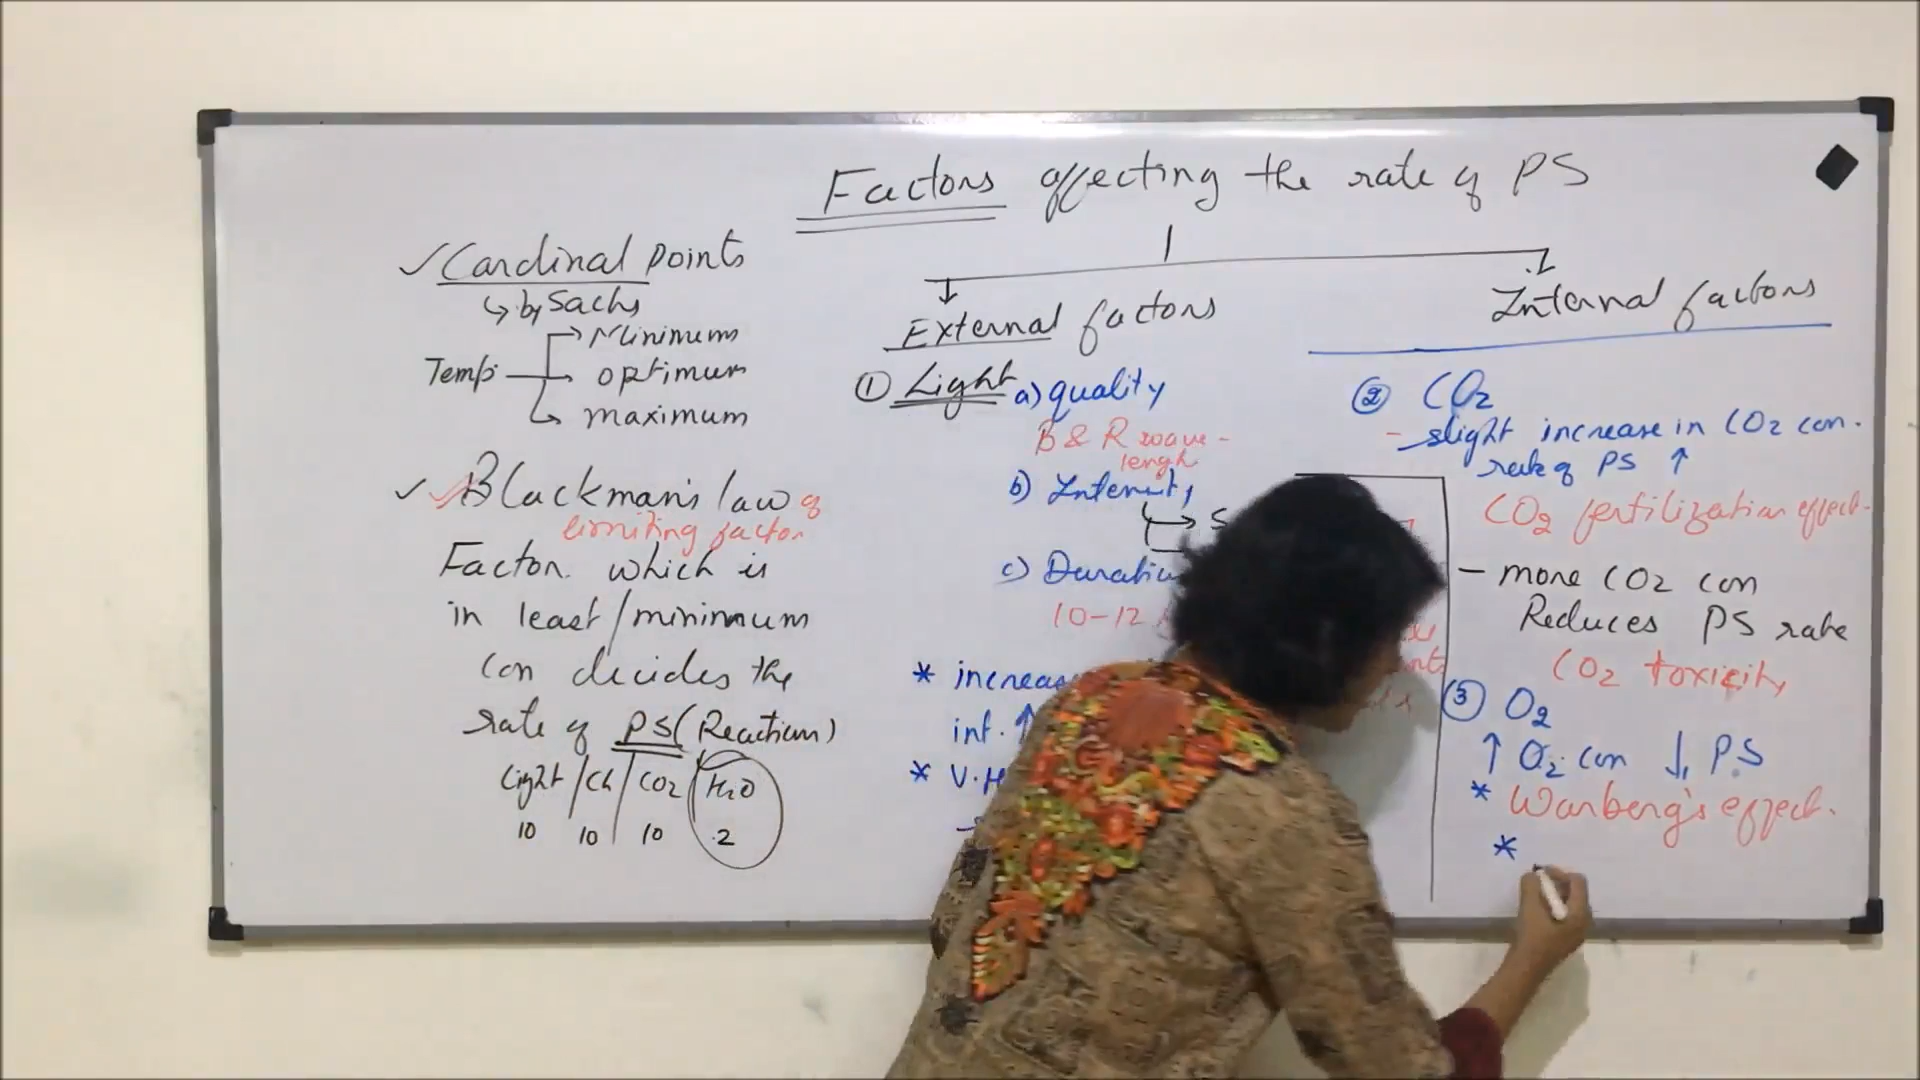 Factors affecting the rate of PS
✓ Cardinal points
↳ by Sachs
Temp.
→ Minimum
optimum
maximum
✓ ✓ Blackman's law of
limiting factor
Factor. which is
in least/minimum
con decides the
rate of PS (Reaction)
Light / Ch / CO2 / H2O
10 10 10 .2
External factors
① Light a) quality
B & R wave-
lengh
b) Intensity
→ S
c) Duration
10-12
* increase
int. ↑
* V.H
Internal factors
② CO2
- slight increase in CO2 con.
rate of PS ↑
CO2 fertilization effect-
- more CO2 con
Reduces PS rate
CO2 toxicity
③ O2
↑ O2 con ↓ PS
* Warberg's effect.
*